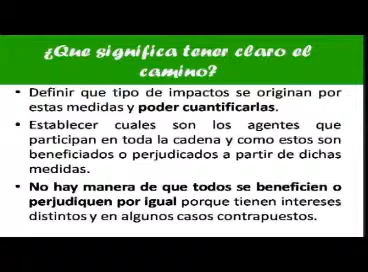 ¿Que significa tener claro el
camino?
• Definir que tipo de impactos se originan por
estas medidas y poder cuantificarlas.
• Establecer cuales son los agentes que
participan en toda la cadena y como estos son
beneficiados o perjudicados a partir de dichas
medidas.
• No hay manera de que todos se beneficien o
perjudiquen por igual porque tienen intereses
distintos y en algunos casos contrapuestos.